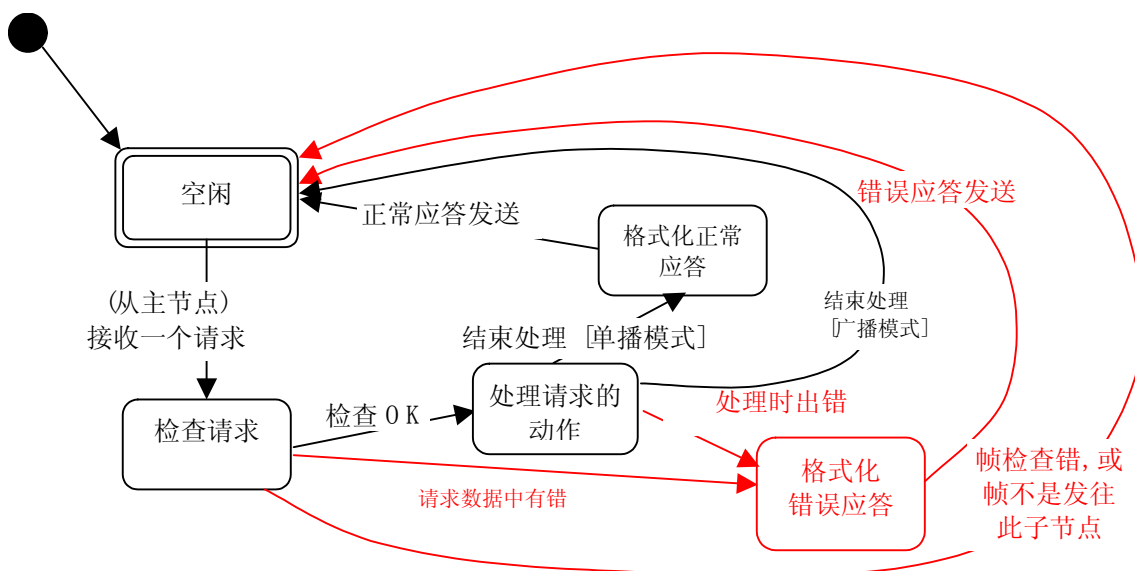 空闲
错误应答发送
正常应答发送
格式化正常
应答
(从主节点)
接收一个请求
结束处理
[广播模式]
结束处理 [单播模式]
处理请求的
动作
处理时出错
检查请求
检查OK
格式化
错误应答
帧检查错,或
帧不是发往
此子节点
请求数据中有错